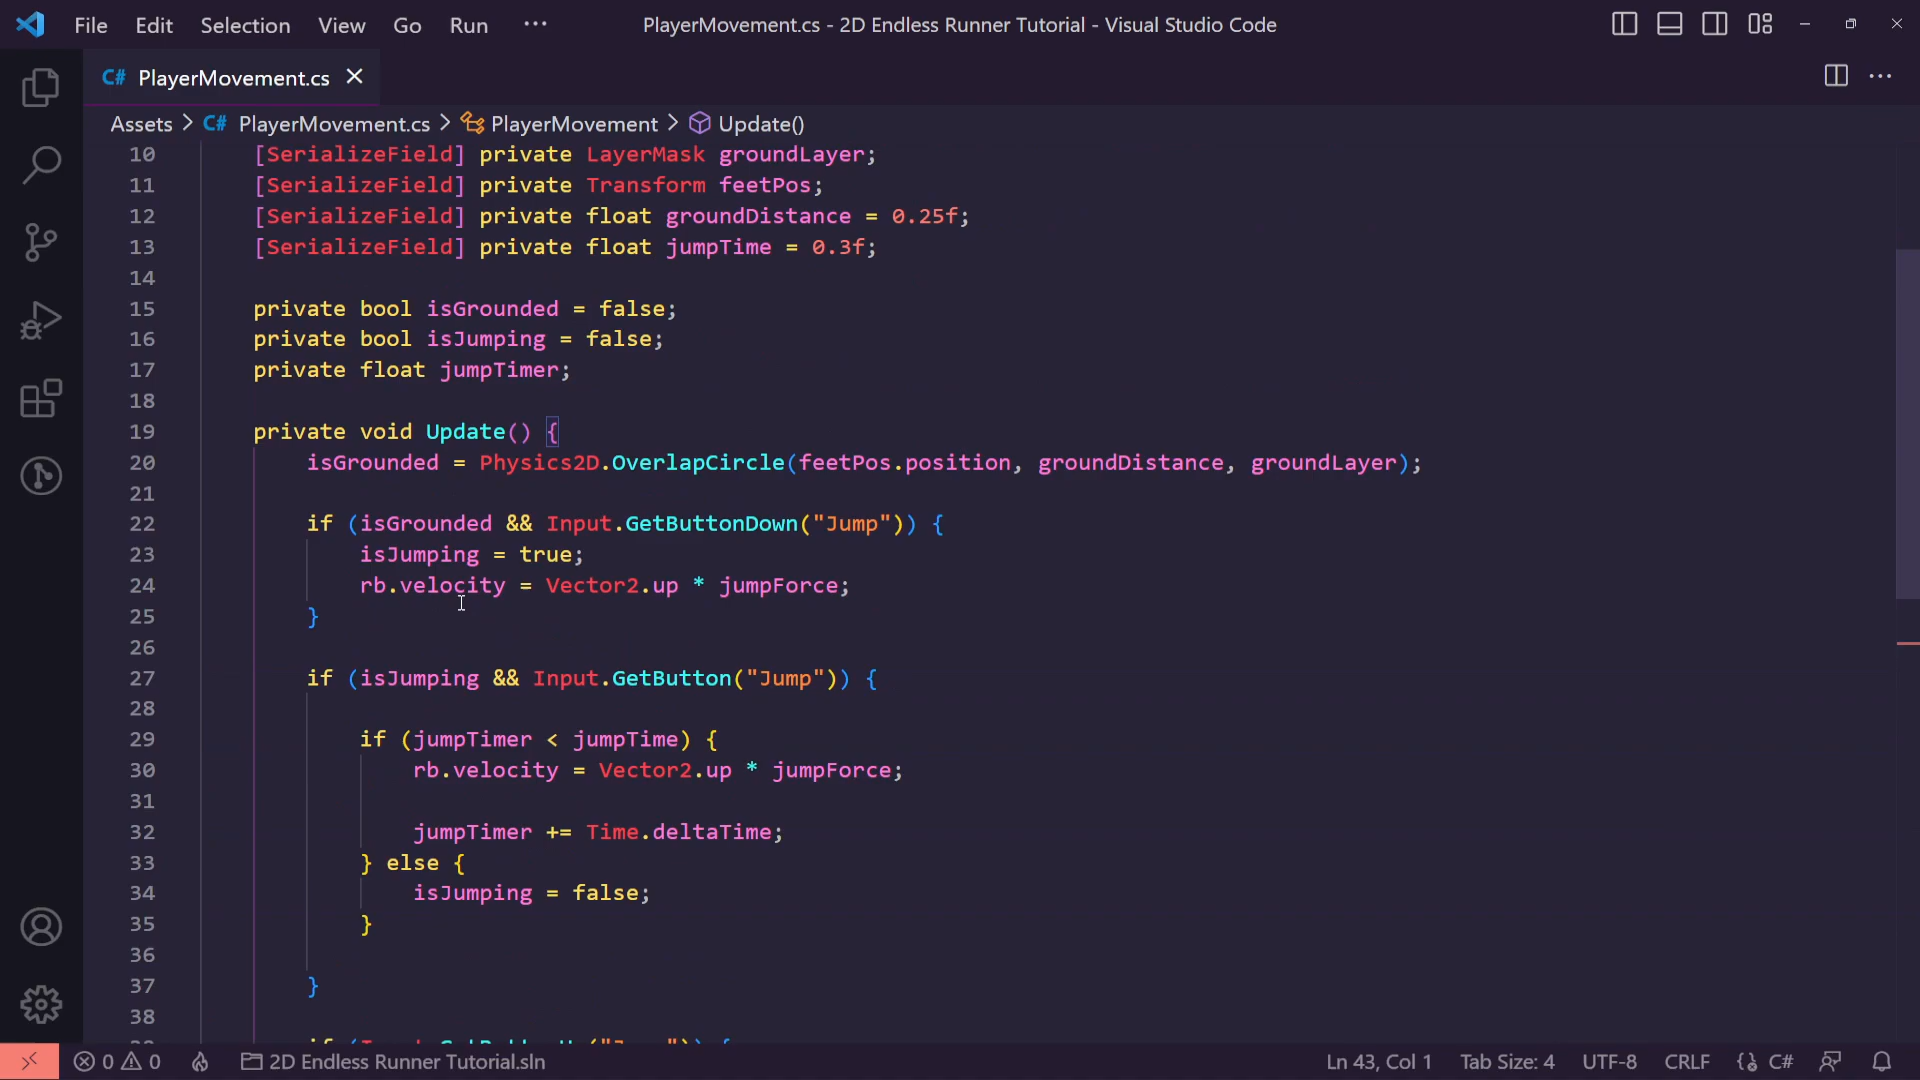 File Edit Selection View Go Run ··· PlayerMovement.cs - 2D Endless Runner Tutorial - Visual Studio Code
C# PlayerMovement.cs
Assets > C# PlayerMovement.cs > PlayerMovement > Update()
10 [SerializeField] private LayerMask groundLayer;
11 [SerializeField] private Transform feetPos;
12 [SerializeField] private float groundDistance = 0.25f;
13 [SerializeField] private float jumpTime = 0.3f;
14
15 private bool isGrounded = false;
16 private bool isJumping = false;
17 private float jumpTimer;
18
19 private void Update() {
20 isGrounded = Physics2D.OverlapCircle(feetPos.position, groundDistance, groundLayer);
21
22 if (isGrounded && Input.GetButtonDown("Jump")) {
23 isJumping = true;
24 rb.velocity = Vector2.up * jumpForce;
25 }
26
27 if (isJumping && Input.GetButton("Jump")) {
28
29 if (jumpTimer < jumpTime) {
30 rb.velocity = Vector2.up * jumpForce;
31
32 jumpTimer += Time.deltaTime;
33 } else {
34 isJumping = false;
35 }
36
37 }
38
0 0 2D Endless Runner Tutorial.sln Ln 43, Col 1 Tab Size: 4 UTF-8 CRLF C#